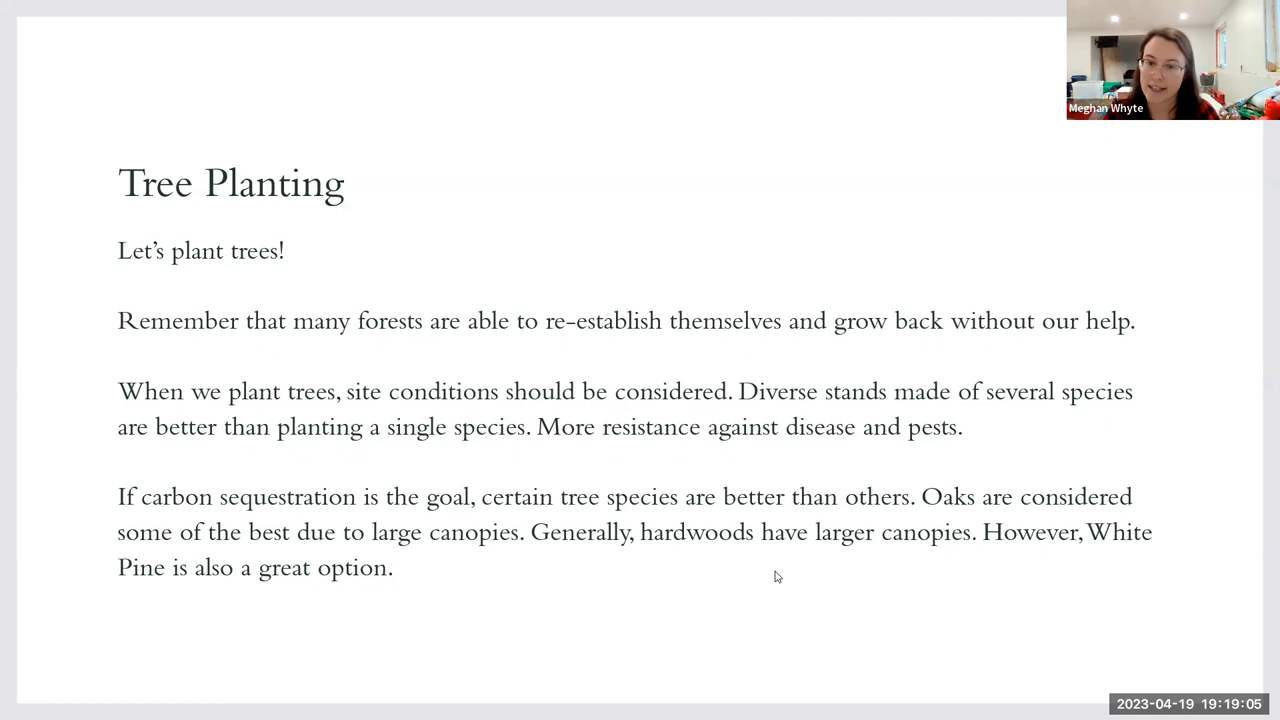 Meghan Whyte
Tree Planting
Let’s plant trees!
Remember that many forests are able to re-establish themselves and grow back without our help.
When we plant trees, site conditions should be considered. Diverse stands made of several species
are better than planting a single species. More resistance against disease and pests.
If carbon sequestration is the goal, certain tree species are better than others. Oaks are considered
some of the best due to large canopies. Generally, hardwoods have larger canopies. However, White
Pine is also a great option.
2023-04-19 19:19:05